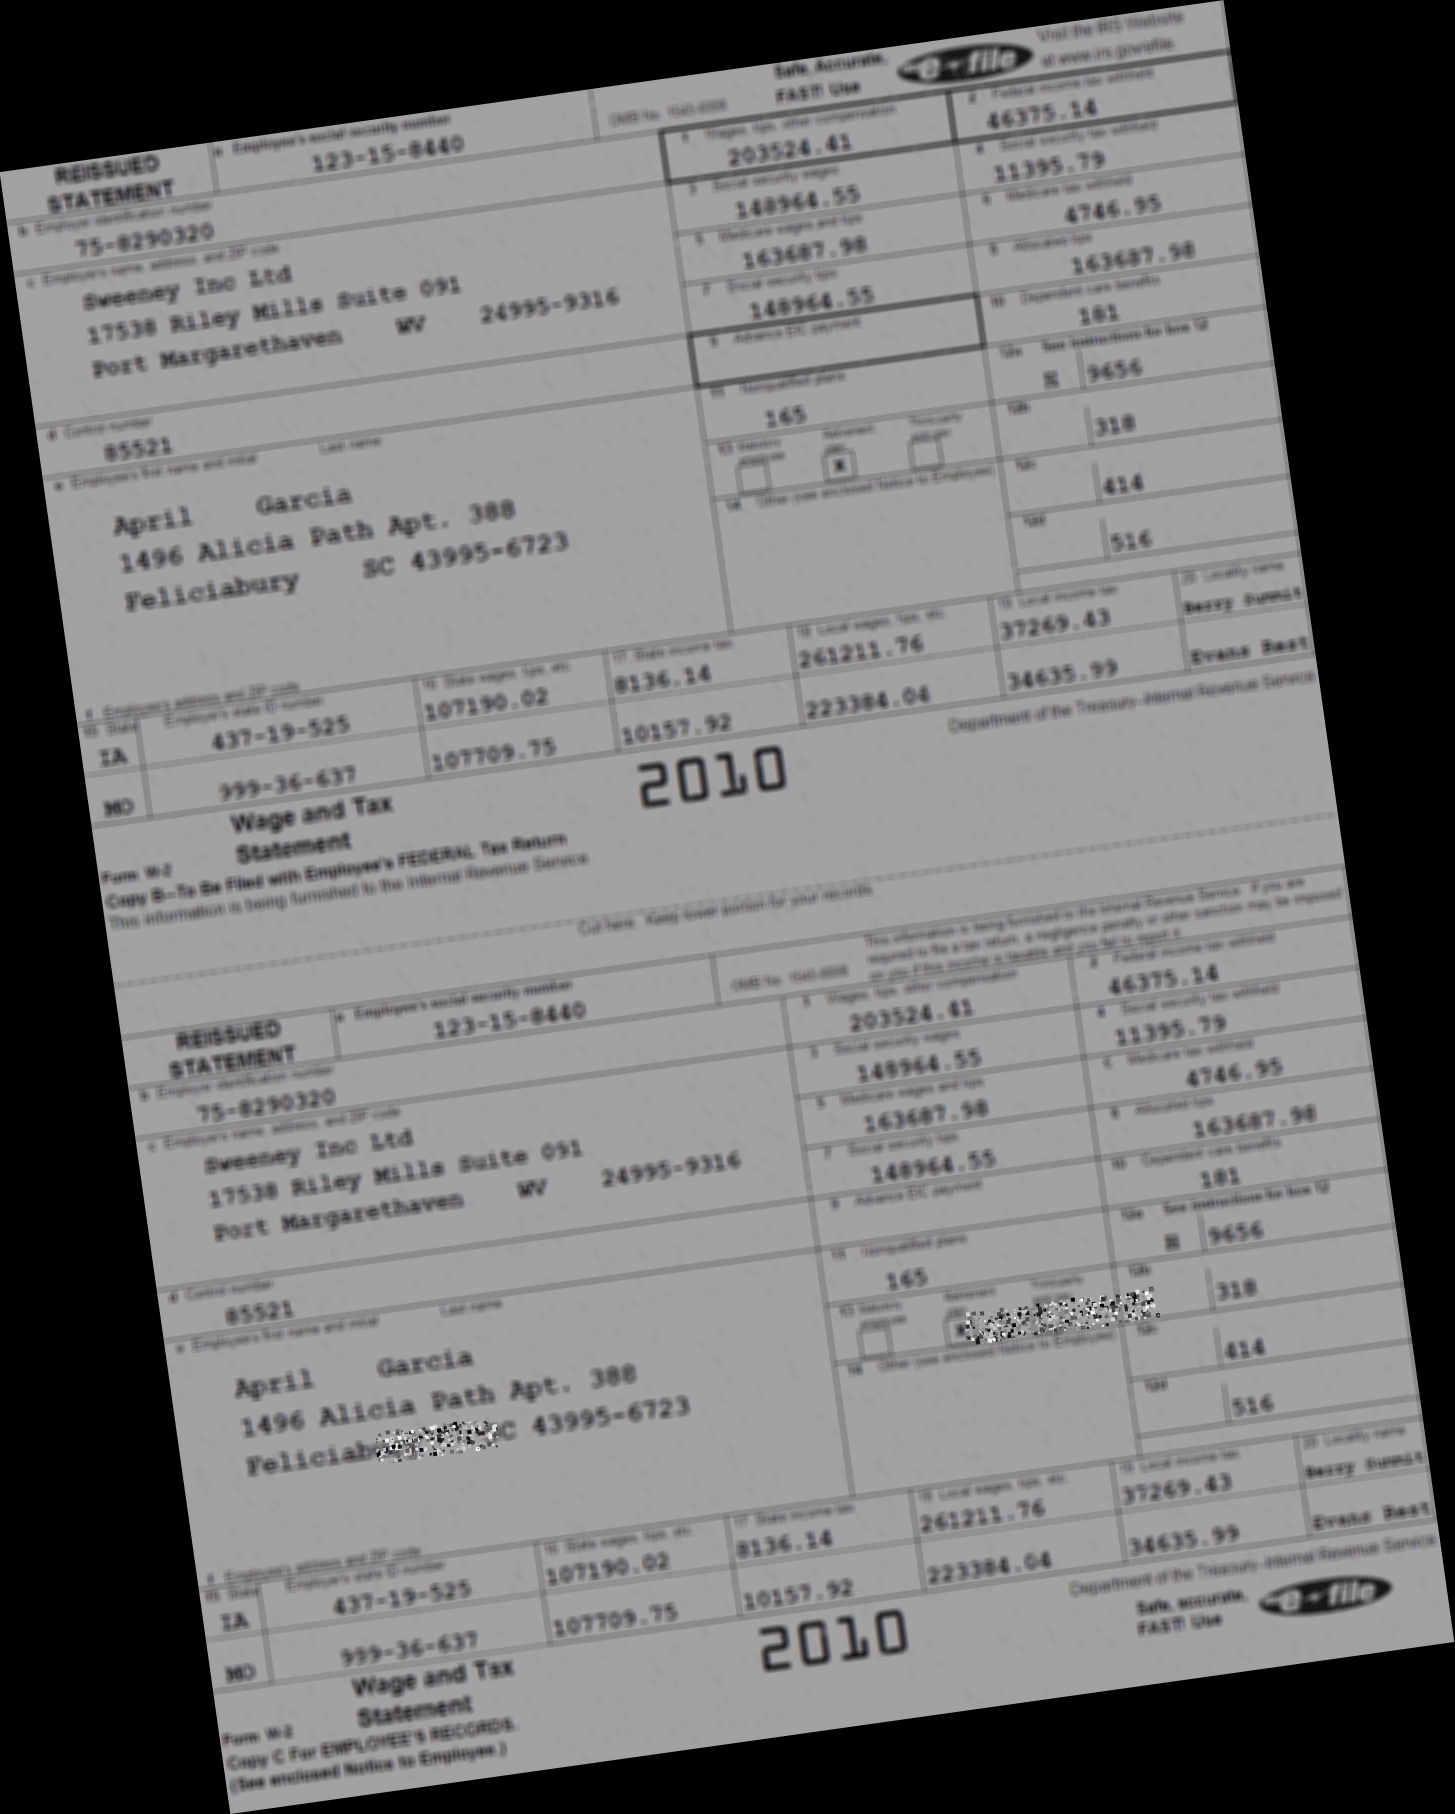 Safe, Accurate,
FAST! Use
e-file
Visit the IRS Website
at www.irs.gov/efile.
REISSUED
STATEMENT
a Employee's social security number
123-15-8440
OMB No. 1545-0008
1 Wages, tips, other compensation
203524.41
2 Federal income tax withheld
46375.14
3 Social security wages
148964.55
4 Social security tax withheld
11395.79
b Employer identification number
75-8290320
5 Medicare wages and tips
163687.98
6 Medicare tax withheld
4746.95
c Employer's name, address, and ZIP code
Sweeney Inc Ltd
17538 Riley Mills Suite 091
Port Margarethaven WV 24995-9316
7 Social security tips
148964.55
8 Allocated tips
163687.98
9 Advance EIC payment
10 Dependent care benefits
181
d Control number
85521
11 Nonqualified plans
165
12a See instructions for box 12
9656
12b
318
12c
414
12d
516
13 Statutory employee
Retirement plan
X
Third-party sick pay
14 Other (see enclosed Notice to Employee)
e Employee's first name and initial Last name
April Garcia
1496 Alicia Path Apt. 388
Feliciabury SC 43995-6723
f Employee's address and ZIP code
15 State Employer's state ID number
16 State wages, tips, etc.
17 State income tax
18 Local wages, tips, etc.
19 Local income tax
20 Locality name
IA 437-19-525 107190.02 8136.14 261211.76 37269.43 Berry Summit
MO 999-36-637 107709.75 10157.92 223384.04 34635.99 Evans Rest
Form W-2
Wage and Tax
Statement
2010
Department of the Treasury-Internal Revenue Service
Copy B—To Be Filed with Employee's FEDERAL Tax Return
This information is being furnished to the Internal Revenue Service.
Cut here. Keep lower portion for your records.
REISSUED
STATEMENT
a Employee's social security number
123-15-8440
OMB No. 1545-0008
This information is being furnished to the Internal Revenue Service. If you are
required to file a tax return, a negligence penalty or other sanction may be imposed
on you if this income is taxable and you fail to report it.
1 Wages, tips, other compensation
203524.41
2 Federal income tax withheld
46375.14
3 Social security wages
148964.55
4 Social security tax withheld
11395.79
b Employer identification number
75-8290320
5 Medicare wages and tips
163687.98
6 Medicare tax withheld
4746.95
c Employer's name, address, and ZIP code
Sweeney Inc Ltd
17538 Riley Mills Suite 091
Port Margarethaven WV 24995-9316
7 Social security tips
148964.55
8 Allocated tips
163687.98
9 Advance EIC payment
10 Dependent care benefits
181
d Control number
85521
11 Nonqualified plans
165
12a See instructions for box 12
9656
12b
318
12c
414
12d
516
13 Statutory employee
Retirement
X
Third-party
14 Other (see enclosed Notice to Employee)
e Employee's first name and initial Last name
April Garcia
1496 Alicia Path Apt. 388
43995-6723
f Employee's address and ZIP code
15 State Employer's state ID number
16 State wages, tips, etc.
17 State income tax
18 Local wages, tips, etc.
19 Local income tax
20 Locality name
IA 437-19-525 107190.02 8136.14 261211.76 37269.43 Berry Summit
MO 999-36-637 107709.75 10157.92 223384.04 34635.99 Evans Rest
Form W-2
Wage and Tax
Statement
2010
Department of the Treasury-Internal Revenue Service
Safe, accurate,
FAST! Use
e-file
Copy C For EMPLOYEE'S RECORDS.
(See enclosed Notice to Employee.)